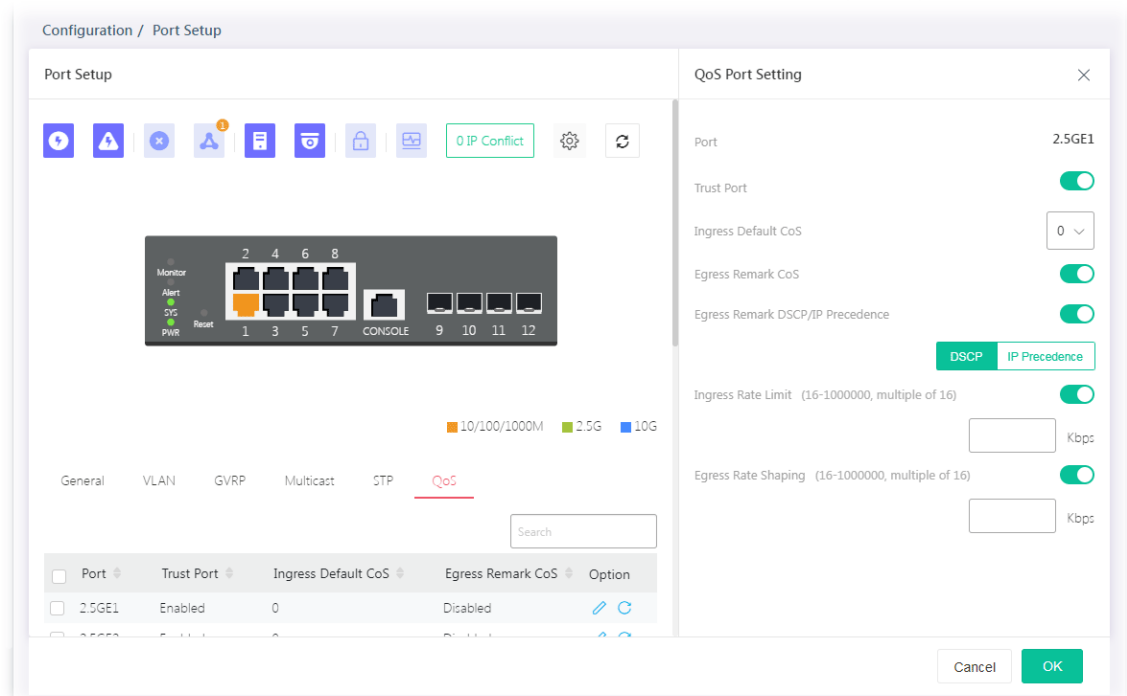 Configuration / Port Setup
Port Setup
1
0 IP Conflict
2 4 6 8
Monitor
Alert
SYS
PWR
Reset
1 3 5 7 CONSOLE 9 10 11 12
10/100/1000M 2.5G 10G
General VLAN GVRP Multicast STP QoS
Search
Port Trust Port Ingress Default CoS Egress Remark CoS Option
2.5GE1 Enabled 0 Disabled
QoS Port Setting
Port 2.5GE1
Trust Port
Ingress Default CoS 0
Egress Remark CoS
Egress Remark DSCP/IP Precedence
DSCP IP Precedence
Ingress Rate Limit (16-1000000, multiple of 16)
Kbps
Egress Rate Shaping (16-1000000, multiple of 16)
Kbps
Cancel OK